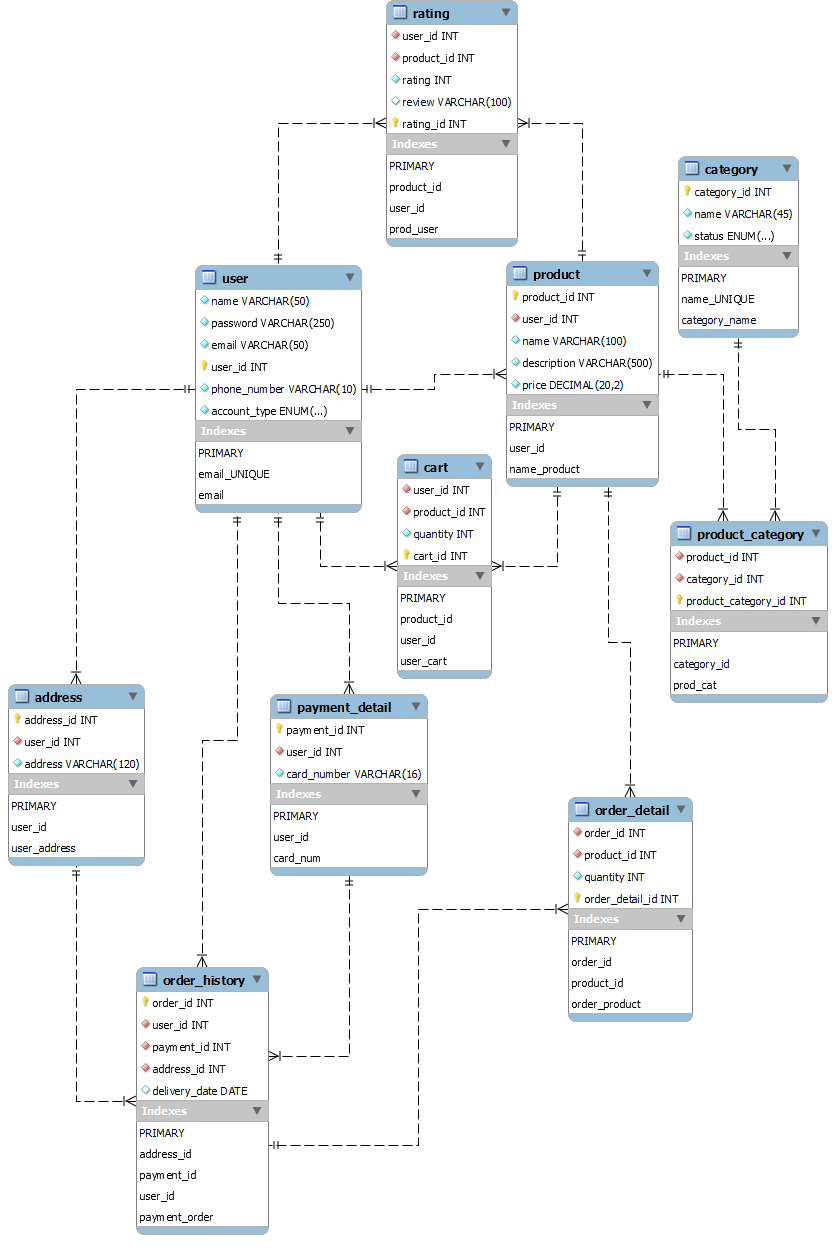 rating
user_id INT
product_id INT
rating INT
review VARCHAR(100)
rating_id INT
Indexes
PRIMARY
product_id
user_id
prod_user
category
category_id INT
name VARCHAR(45)
status ENUM(...)
Indexes
PRIMARY
name_UNIQUE
category_name
user
name VARCHAR(50)
password VARCHAR(250)
email VARCHAR(50)
user_id INT
phone_number VARCHAR(10)
account_type ENUM(...)
Indexes
PRIMARY
email_UNIQUE
email
product
product_id INT
user_id INT
name VARCHAR(100)
description VARCHAR(500)
price DECIMAL(20,2)
Indexes
PRIMARY
user_id
name_product
cart
user_id INT
product_id INT
quantity INT
cart_id INT
Indexes
PRIMARY
product_id
user_id
user_cart
product_category
product_id INT
category_id INT
product_category_id INT
Indexes
PRIMARY
category_id
prod_cat
address
address_id INT
user_id INT
address VARCHAR(120)
Indexes
PRIMARY
user_id
user_address
payment_detail
payment_id INT
user_id INT
card_number VARCHAR(16)
Indexes
PRIMARY
user_id
card_num
order_detail
order_id INT
product_id INT
quantity INT
order_detail_id INT
Indexes
PRIMARY
order_id
product_id
order_product
order_history
order_id INT
user_id INT
payment_id INT
address_id INT
delivery_date DATE
Indexes
PRIMARY
address_id
payment_id
user_id
payment_order